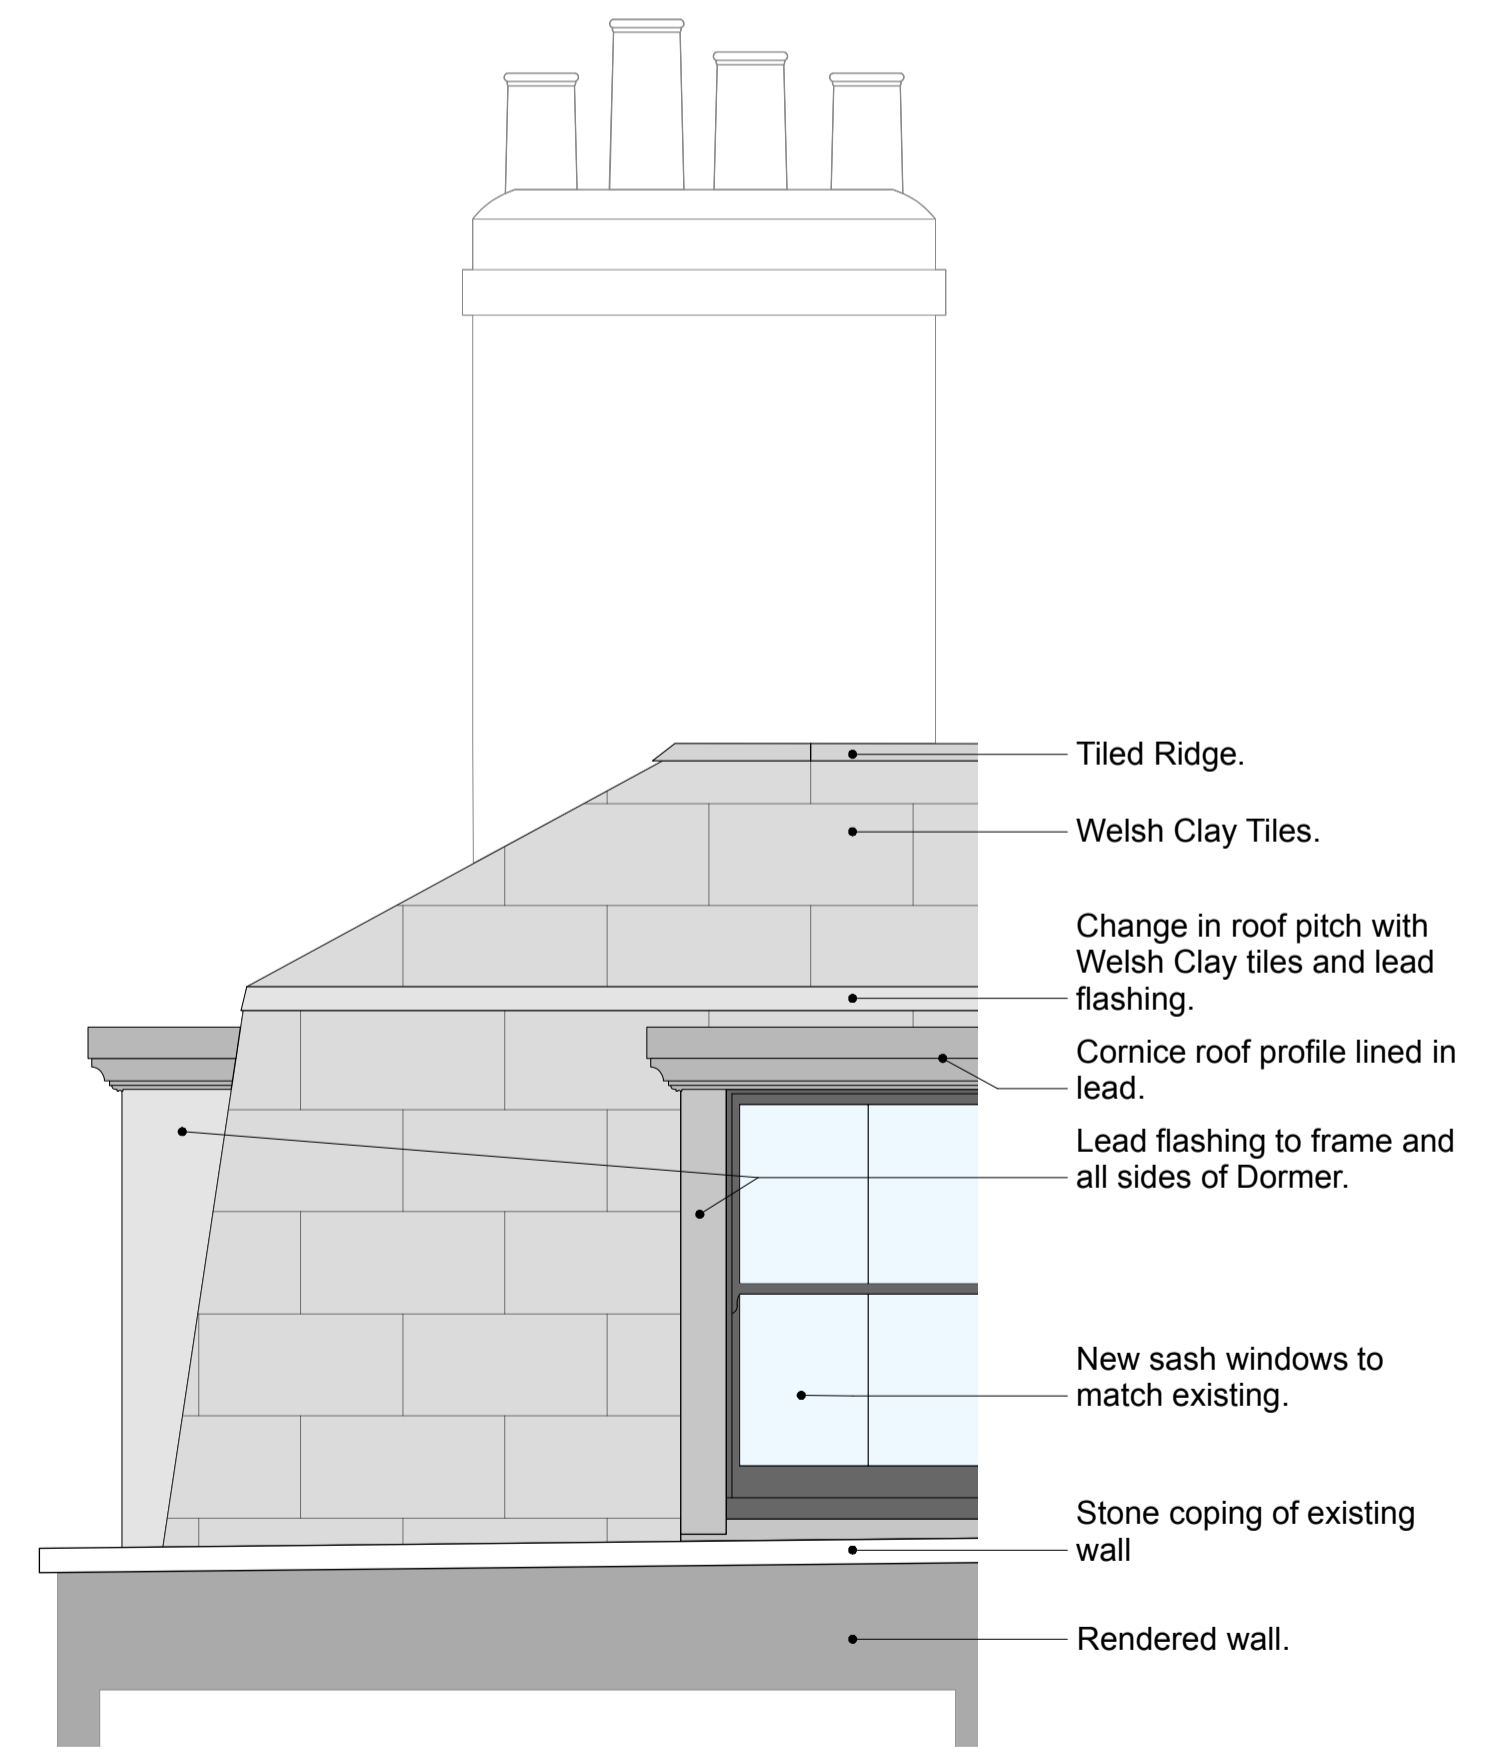 Tiled Ridge.
Welsh Clay Tiles.
Change in roof pitch with
Welsh Clay tiles and lead
flashing.
Cornice roof profile lined in
lead.
Lead flashing to frame and
all sides of Dormer.
New sash windows to
match existing.
Stone coping of existing
wall
Rendered wall.